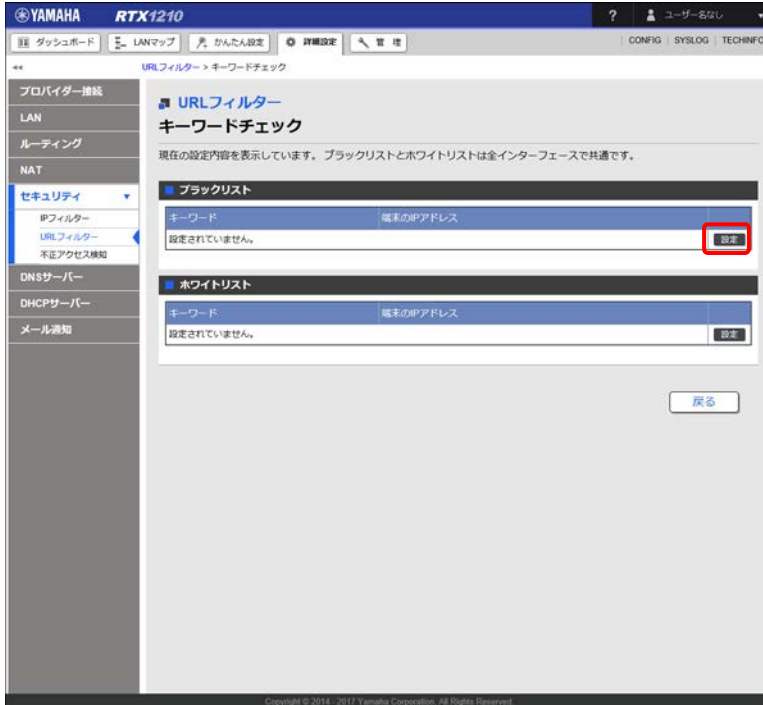 YAMAHA RTX1210 ? ユーザー名なし
ダッシュボード LANマップ かんたん設定 詳細設定 管理 CONFIG SYSLOG TECHINFO
URLフィルター > キーワードチェック
プロバイダー接続
LAN
ルーティング
NAT
セキュリティ
IPフィルター
URLフィルター
不正アクセス検知
DNSサーバー
DHCPサーバー
メール通知
URLフィルター
キーワードチェック
現在の設定内容を表示しています。 ブラックリストとホワイトリストは全インターフェースで共通です。
ブラックリスト
キーワード 端末のIPアドレス
設定されていません。 設定
ホワイトリスト
キーワード 端末のIPアドレス
設定されていません。 設定
戻る
Copyright © 2014 - 2017 Yamaha Corporation. All Rights Reserved.